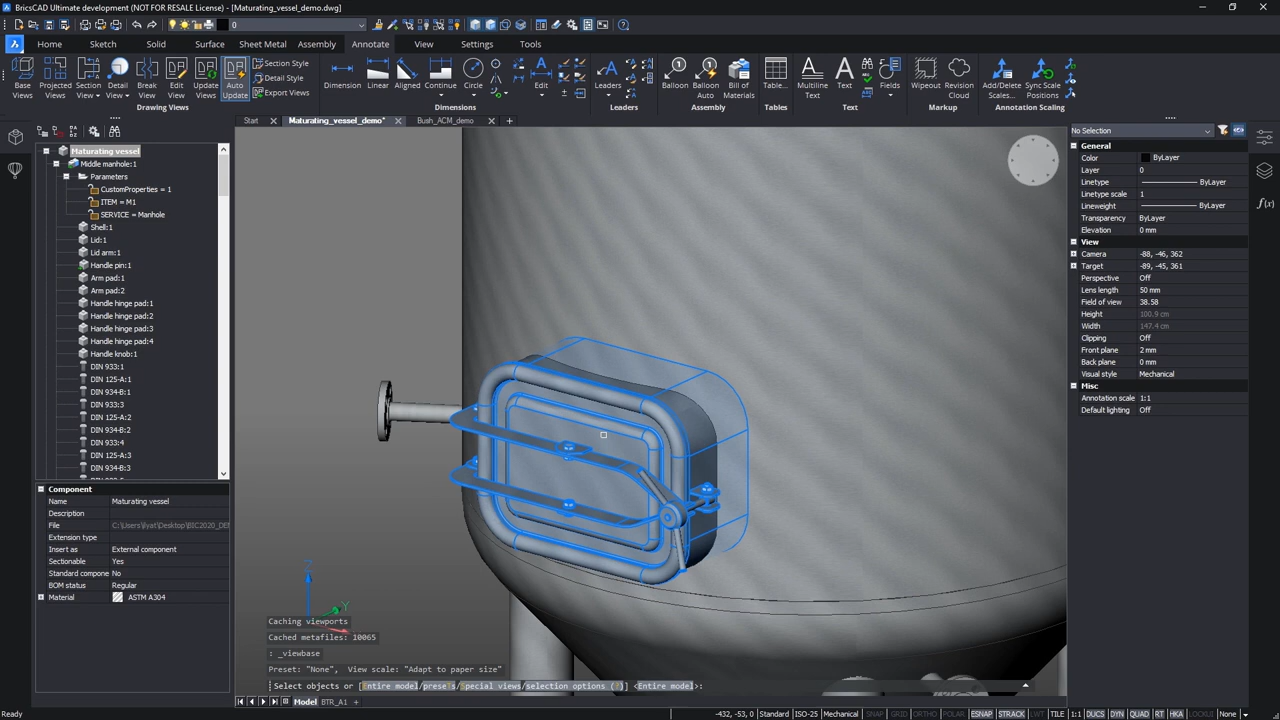 BricsCAD Ultimate development (NOT FOR RESALE License) - [Maturating_vessel_demo.dwg]
0
Home Sketch Solid Surface Sheet Metal Assembly Annotate View Settings Tools
Base Views
Projected Views
Section View
Detail View
Break View
Edit View
Update Views
Auto Update
Section Style
Detail Style
Export Views
Drawing Views
Dimension
Linear
Aligned
Continue
Circle
Edit
Dimensions
Leaders
Leaders
Balloon
Balloon Auto
Bill of Materials
Assembly
Table...
Tables
Multiline Text
Text
Fields
Text
Wipeout
Revision Cloud
Markup
Add/Delete Scales...
Sync Scale Positions
Annotation Scaling
Start Maturating_vessel_demo* Bush_ACM_demo
Maturating vessel
Middle manhole:1
Parameters
CustomProperties = 1
ITEM = M1
SERVICE = Manhole
Shell:1
Lid:1
Lid arm:1
Handle pin:1
Arm pad:1
Arm pad:2
Handle hinge pad:1
Handle hinge pad:2
Handle hinge pad:3
Handle hinge pad:4
Handle knob:1
DIN 933:1
DIN 125-A:1
DIN 934-B:1
DIN 933:3
DIN 125-A:2
DIN 934-B:2
DIN 933:4
DIN 125-A:3
DIN 934-B:3
Component
Name Maturating vessel
Description
File C:\Users\ilyat\Desktop\BIC2020_DEM
Extension type
Insert as External component
Sectionable Yes
Standard compone No
BOM status Regular
Material ASTM A304
Z
Y
Caching viewports
Cached metafiles: 10065
: _viewbase
Preset: "None", View scale: "Adapt to paper size"
Select objects or [Entire model/preseTs/Special views/selection options (?)] <Entire model>:
Model BTR_A1 +
No Selection
General
Color ByLayer
Layer 0
Linetype ByLayer
Linetype scale 1
Lineweight ByLayer
Transparency ByLayer
Elevation 0 mm
View
Camera -88, -46, 362
Target -89, -45, 361
Perspective Off
Lens length 50 mm
Field of view 38.58
Height 100.9 cm
Width 147.4 cm
Clipping Off
Front plane 2 mm
Back plane 0 mm
Visual style Mechanical
Misc
Annotation scale 1:1
Default lighting Off
f(x)
Ready -432, -53, 0 Standard ISO-25 Mechanical SNAP GRID ORTHO POLAR ESNAP STRACK LWT TILE 1:1 DUCS DYN QUAD RT HKA LOCKUI None